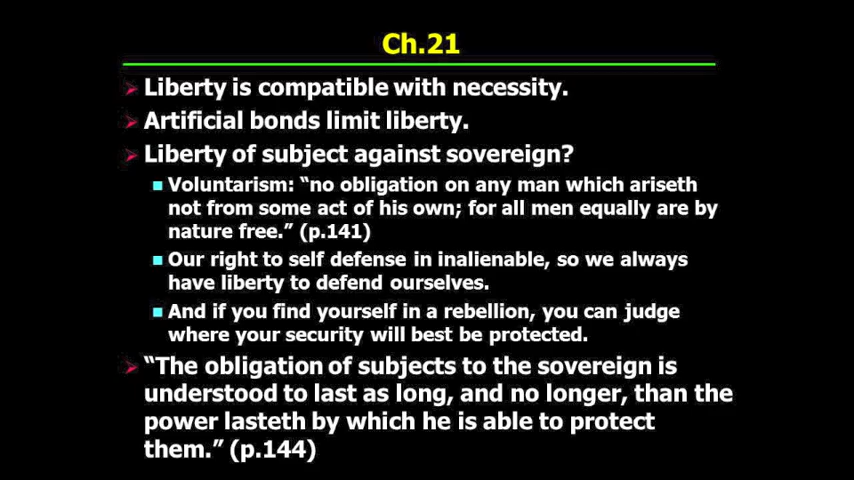 Ch.21
Liberty is compatible with necessity.
Artificial bonds limit liberty.
Liberty of subject against sovereign?
Voluntarism: “no obligation on any man which ariseth
not from some act of his own; for all men equally are by
nature free.” (p.141)
Our right to self defense in inalienable, so we always
have liberty to defend ourselves.
And if you find yourself in a rebellion, you can judge
where your security will best be protected.
“The obligation of subjects to the sovereign is
understood to last as long, and no longer, than the
power lasteth by which he is able to protect
them.” (p.144)